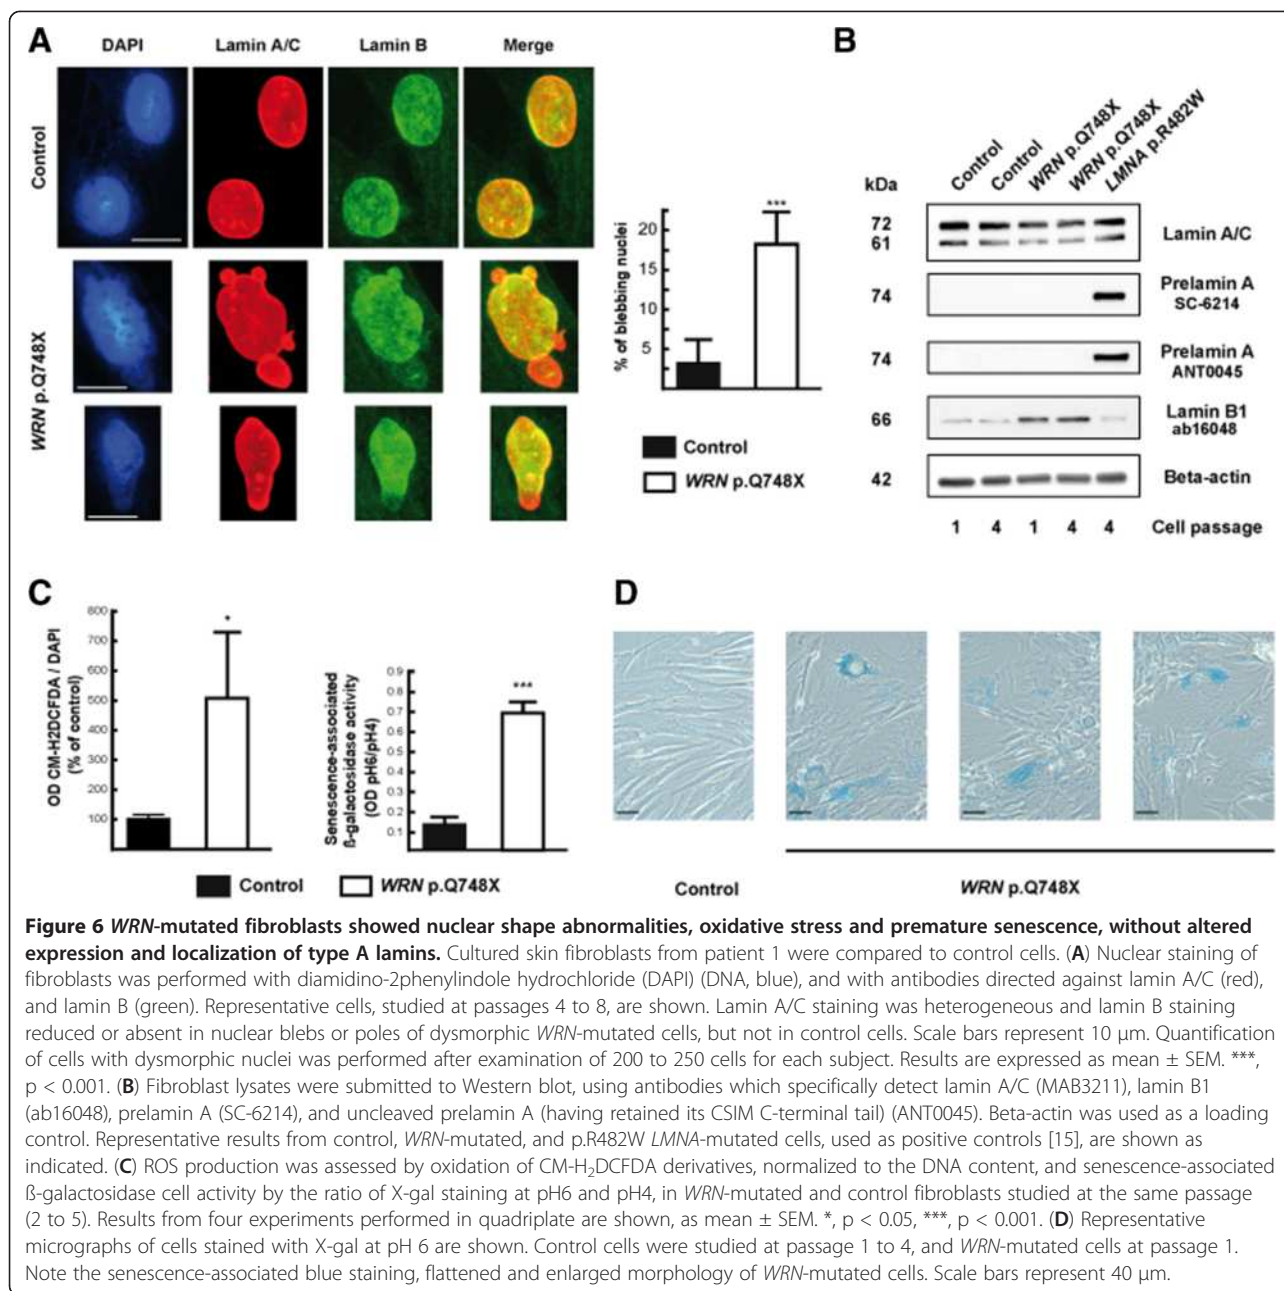 A
DAPI
Lamin A/C
Lamin B
Merge
Control
WRN p.Q748X
% of blebbing nuclei
20
15
10
5
***
Control
WRN p.Q748X
B
kDa
Control
Control
WRN p.Q748X
WRN p.Q748X
LMNA p.R482W
72
61
Lamin A/C
74
Prelamin A
SC-6214
74
Prelamin A
ANT0045
66
Lamin B1
ab16048
42
Beta-actin
1 4 1 4 4 Cell passage
C
OD CM-H2DCFDA / DAPI
(% of control)
800
700
600
500
400
300
200
100
*
Senescence-associated
ß-galactosidase activity
(OD pH6/pH4)
0.9
0.8
0.7
0.6
0.5
0.4
0.3
0.2
0.1
***
Control
WRN p.Q748X
D
Control
WRN p.Q748X
Figure 6 WRN-mutated fibroblasts showed nuclear shape abnormalities, oxidative stress and premature senescence, without altered
expression and localization of type A lamins. Cultured skin fibroblasts from patient 1 were compared to control cells. (A) Nuclear staining of
fibroblasts was performed with diamidino-2phenylindole hydrochloride (DAPI) (DNA, blue), and with antibodies directed against lamin A/C (red),
and lamin B (green). Representative cells, studied at passages 4 to 8, are shown. Lamin A/C staining was heterogeneous and lamin B staining
reduced or absent in nuclear blebs or poles of dysmorphic WRN-mutated cells, but not in control cells. Scale bars represent 10 μm. Quantification
of cells with dysmorphic nuclei was performed after examination of 200 to 250 cells for each subject. Results are expressed as mean ± SEM. ***,
p < 0.001. (B) Fibroblast lysates were submitted to Western blot, using antibodies which specifically detect lamin A/C (MAB3211), lamin B1
(ab16048), prelamin A (SC-6214), and uncleaved prelamin A (having retained its CSIM C-terminal tail) (ANT0045). Beta-actin was used as a loading
control. Representative results from control, WRN-mutated, and p.R482W LMNA-mutated cells, used as positive controls [15], are shown as
indicated. (C) ROS production was assessed by oxidation of CM-H₂DCFDA derivatives, normalized to the DNA content, and senescence-associated
ß-galactosidase cell activity by the ratio of X-gal staining at pH6 and pH4, in WRN-mutated and control fibroblasts studied at the same passage
(2 to 5). Results from four experiments performed in quadriplate are shown, as mean ± SEM. *, p < 0.05, ***, p < 0.001. (D) Representative
micrographs of cells stained with X-gal at pH 6 are shown. Control cells were studied at passage 1 to 4, and WRN-mutated cells at passage 1.
Note the senescence-associated blue staining, flattened and enlarged morphology of WRN-mutated cells. Scale bars represent 40 μm.